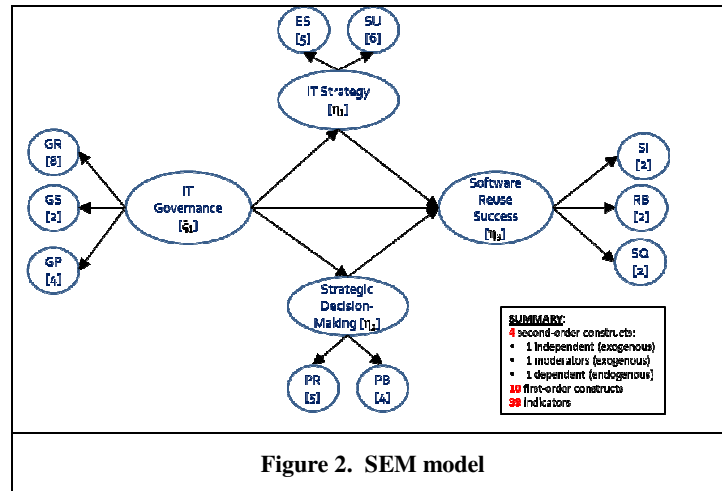 ES
[5]
SU
[6]
IT Strategy
[η₁]
GR
[8]
GS
[2]
GP
[4]
IT
Governance
[ξ₁]
Software
Reuse
Success
[η₃]
SI
[2]
RB
[2]
SQ
[2]
Strategic
Decision-
Making [η₂]
PR
[5]
PB
[4]
SUMMARY:
4 second-order constructs:
• 1 independent (exogenous)
• 1 moderators (exogenous)
• 1 dependent (endogenous)
10 first-order constructs
39 indicators
Figure 2. SEM model